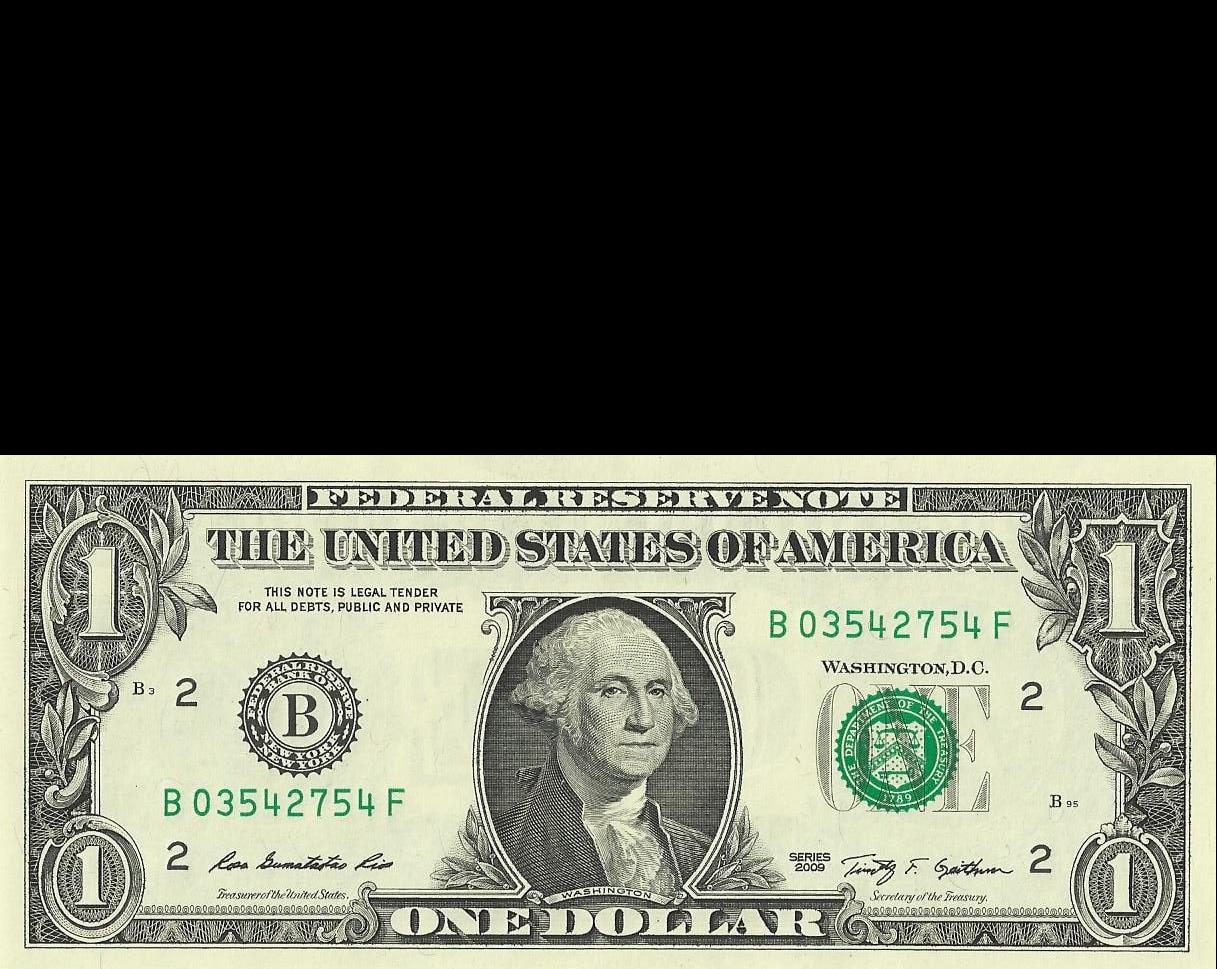 FEDERAL RESERVE NOTE
THE UNITED STATES OF AMERICA
THIS NOTE IS LEGAL TENDER
FOR ALL DEBTS, PUBLIC AND PRIVATE
B 03542754 F
WASHINGTON, D.C.
1
1
B3
2
FEDERAL RESERVE
BANK OF
B
NEW YORK
NEW YORK
ONE
THE DEPARTMENT OF THE TREASURY
1789
2
B 03542754 F
B 95
2
Rosa Gumataotao Rios
Treasurer of the United States.
SERIES
2009
Timothy F. Geithner
Secretary of the Treasury.
2
WASHINGTON
1
ONE DOLLAR
1